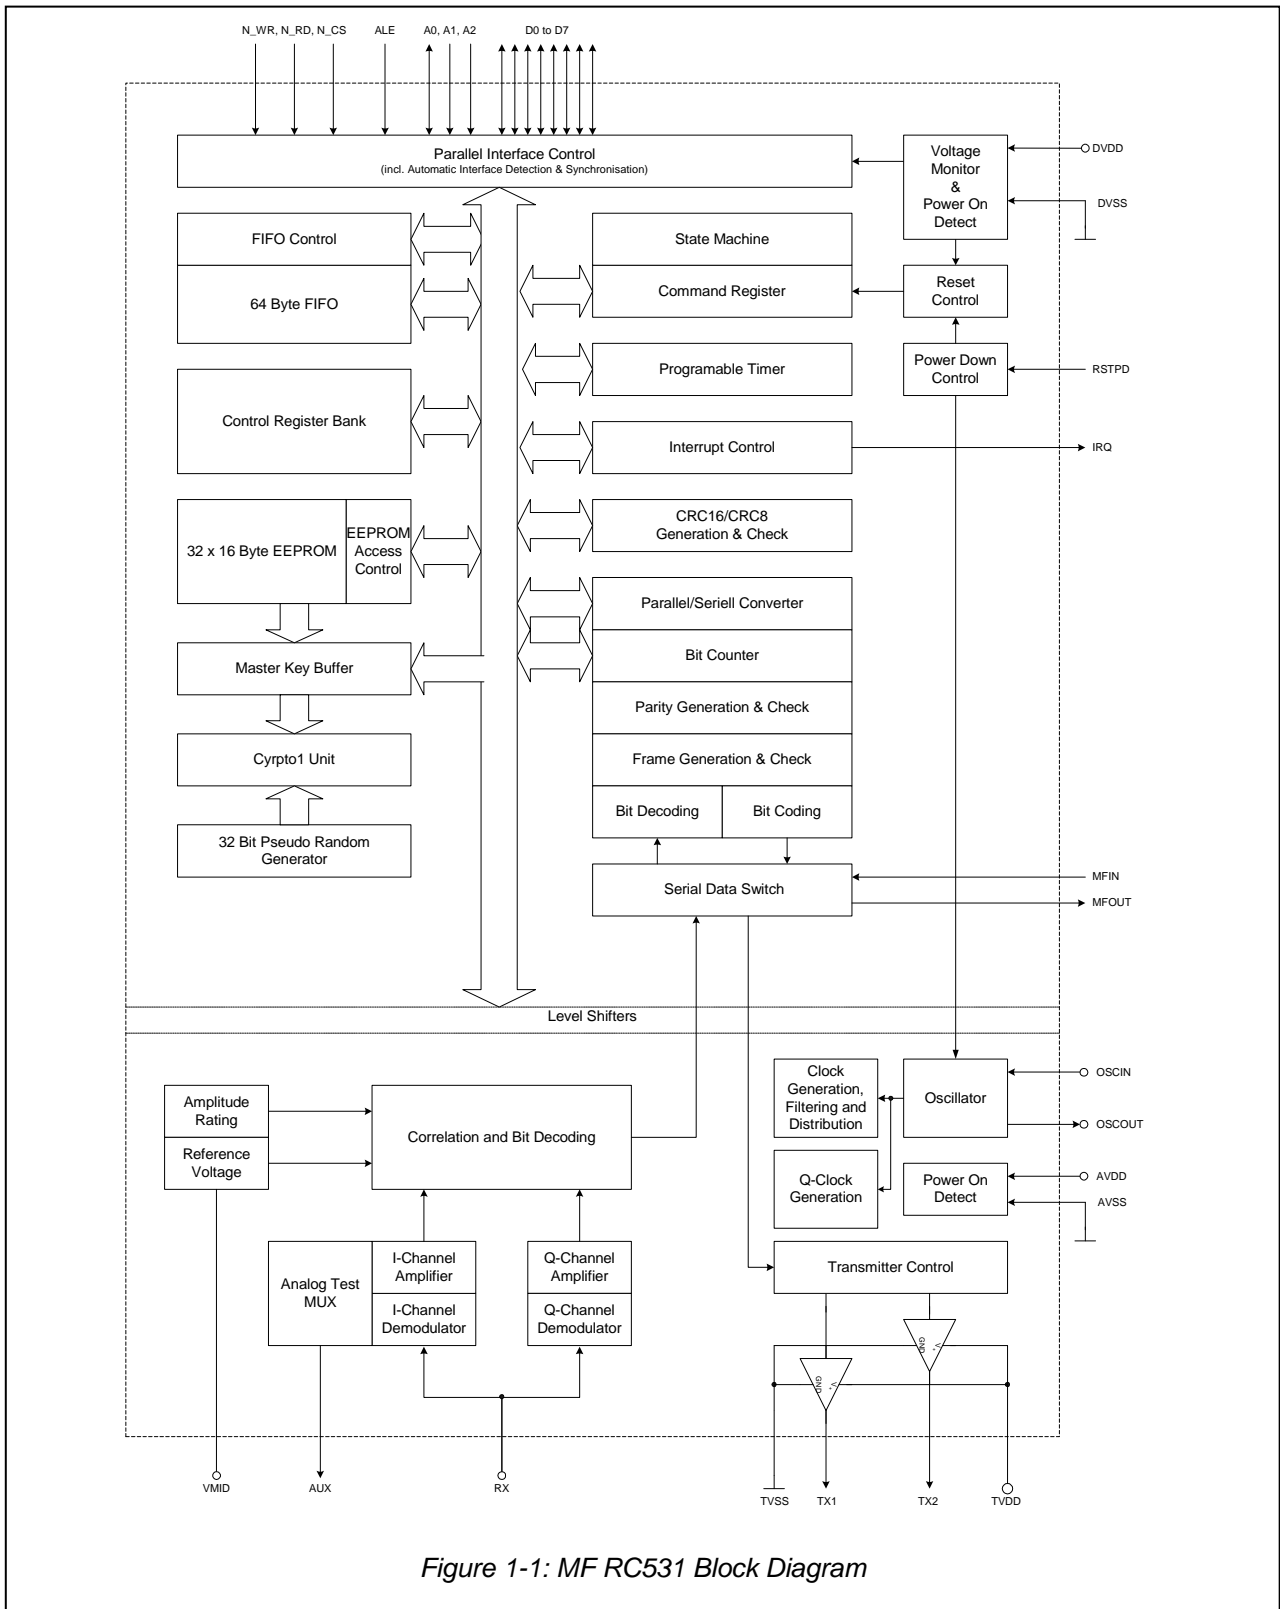 N_WR, N_RD, N_CS
ALE
A0, A1, A2
D0 to D7
Parallel Interface Control
(incl. Automatic Interface Detection & Synchronisation)
Voltage
Monitor
&
Power On
Detect
DVDD
DVSS
FIFO Control
64 Byte FIFO
State Machine
Command Register
Reset
Control
Programable Timer
Power Down
Control
RSTPD
Control Register Bank
Interrupt Control
IRQ
32 x 16 Byte EEPROM
EEPROM
Access
Control
CRC16/CRC8
Generation & Check
Parallel/Seriell Converter
Bit Counter
Master Key Buffer
Parity Generation & Check
Cyrpto1 Unit
Frame Generation & Check
Bit Decoding
Bit Coding
32 Bit Pseudo Random
Generator
Serial Data Switch
MFIN
MFOUT
Level Shifters
Amplitude
Rating
Reference
Voltage
Correlation and Bit Decoding
Clock
Generation,
Filtering and
Distribution
Oscillator
OSCIN
OSCOUT
Q-Clock
Generation
Power On
Detect
AVDD
AVSS
Analog Test
MUX
I-Channel
Amplifier
I-Channel
Demodulator
Q-Channel
Amplifier
Q-Channel
Demodulator
Transmitter Control
GND
V+
GND
V+
VMID
AUX
RX
TVSS
TX1
TX2
TVDD
Figure 1-1: MF RC531 Block Diagram